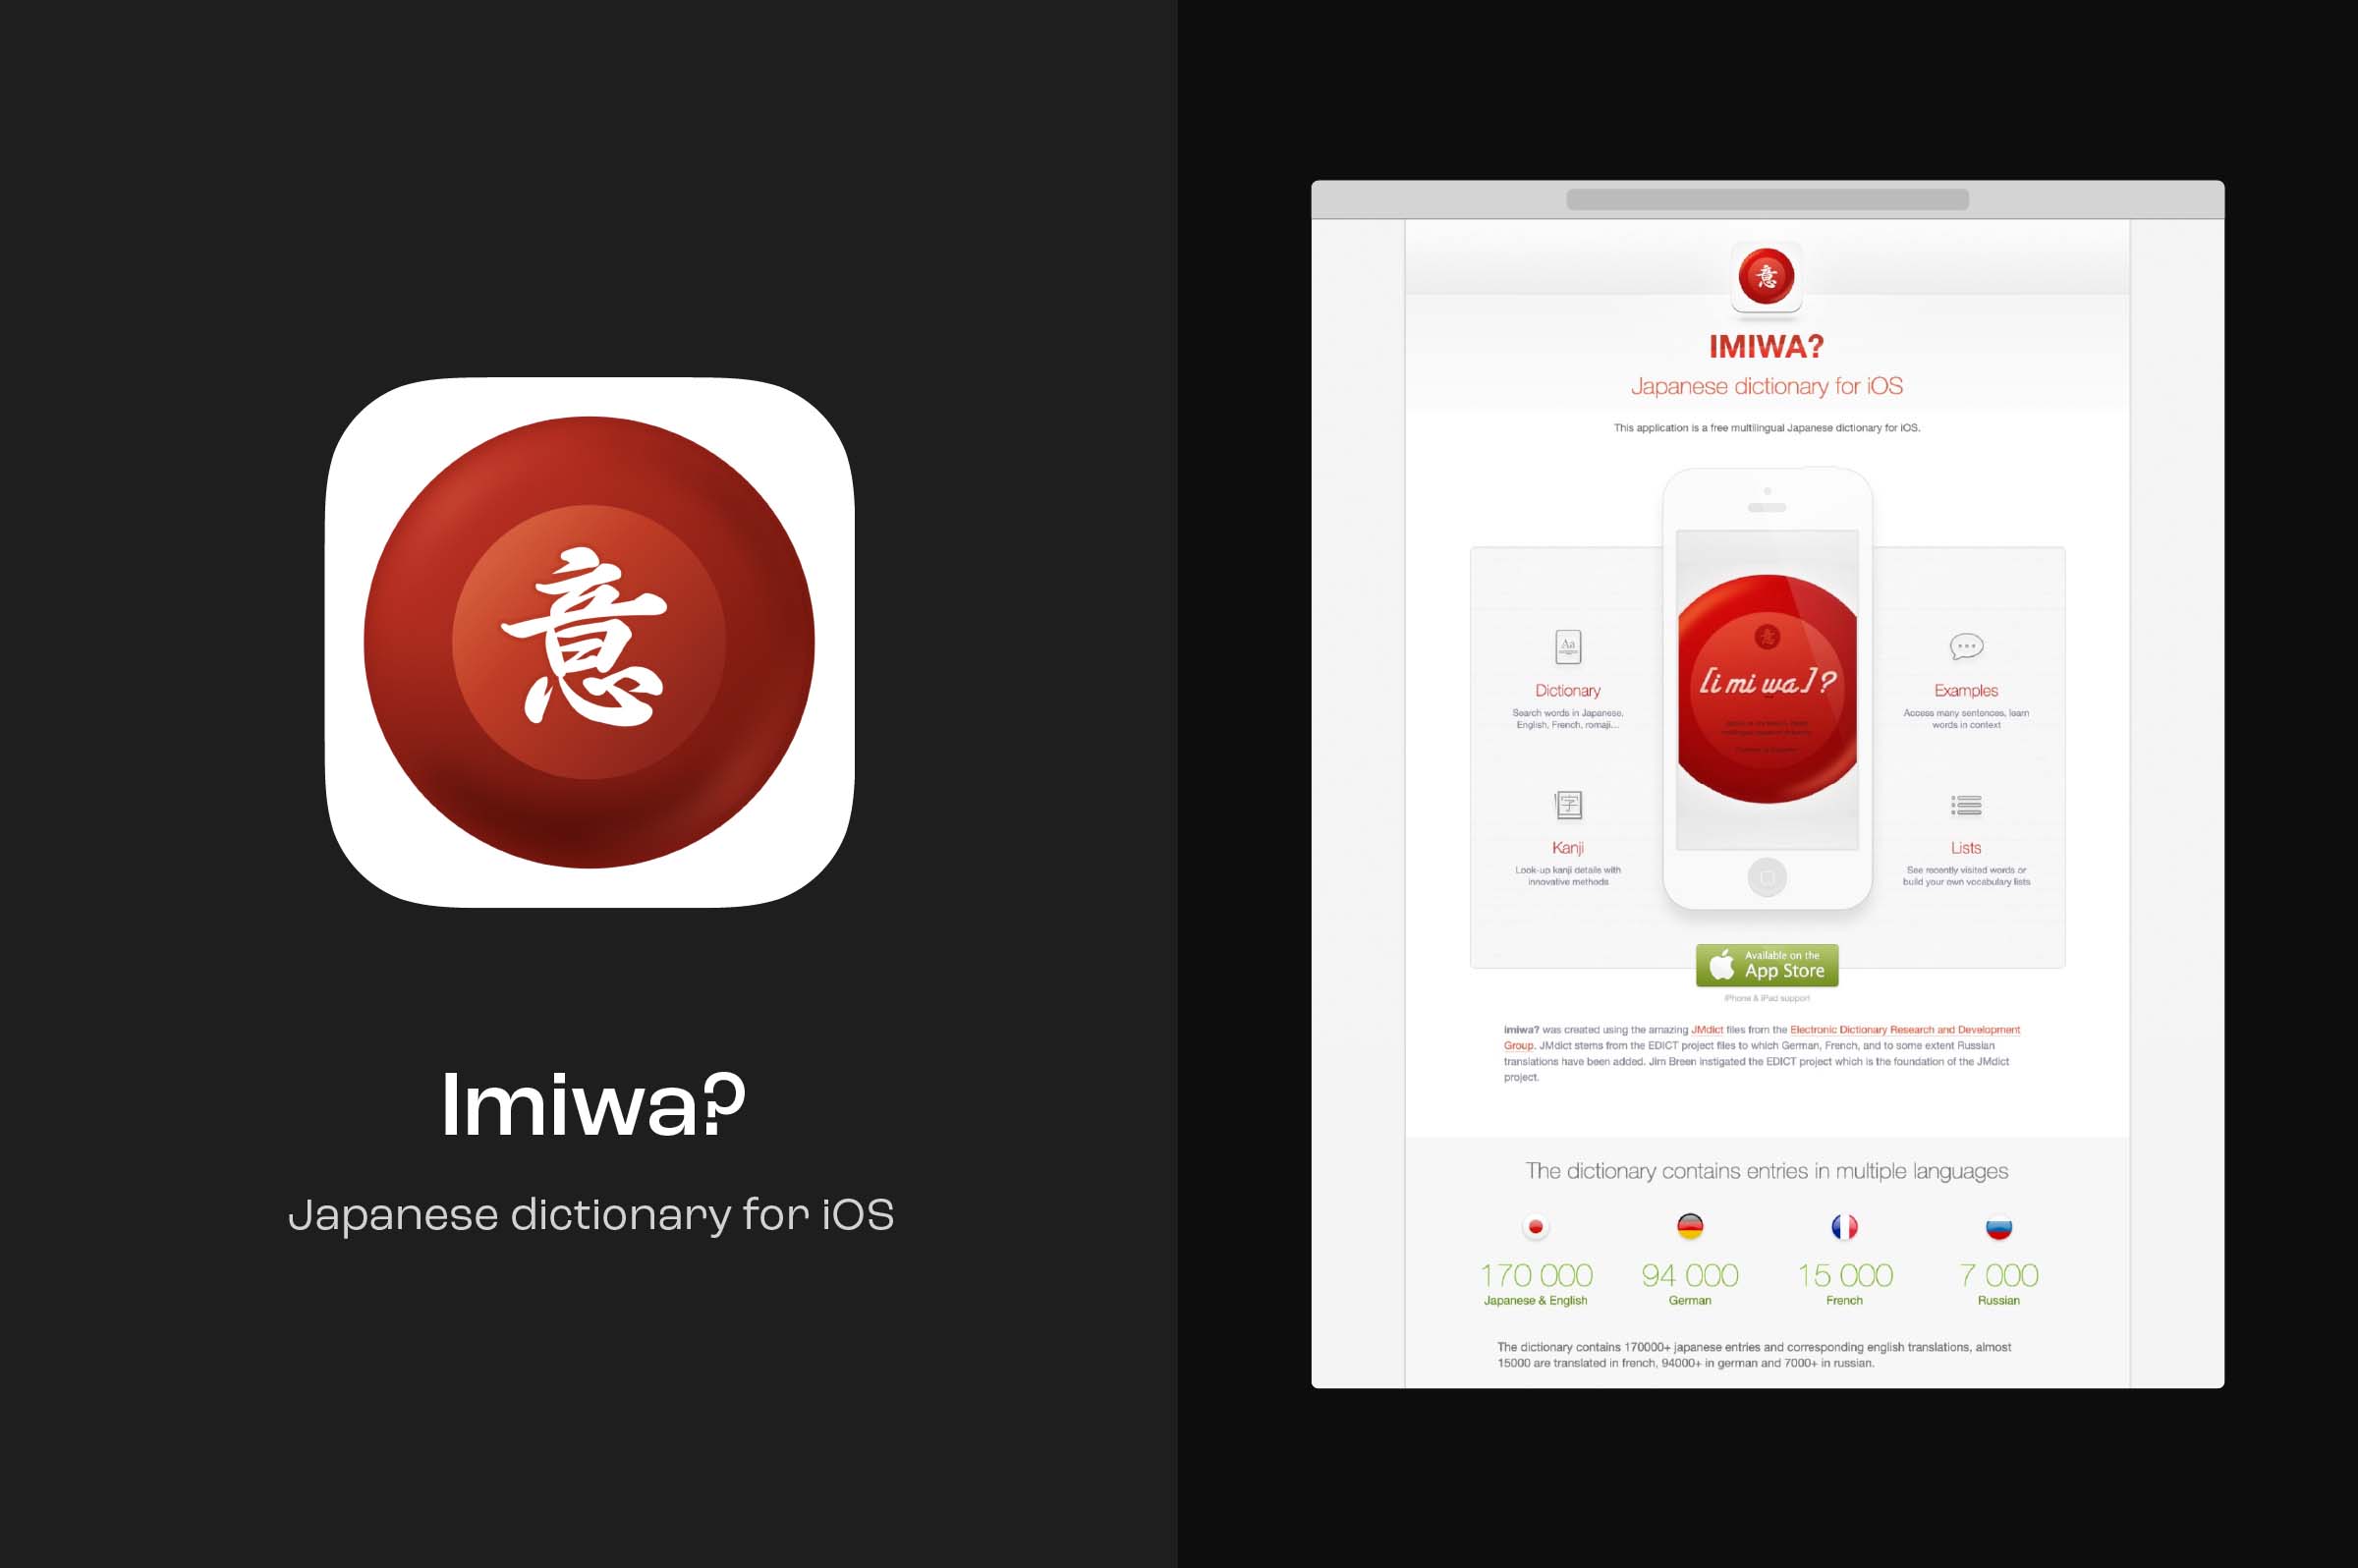 意
Imiwa?
Japanese dictionary for iOS
意
IMIWA?
Japanese dictionary for iOS
This application is a free multilingual Japanese dictionary for iOS.
意
[i mi wa]?
Aa
Dictionary
Search words in Japanese,
English, French, romaji...
Examples
Access many sentences, learn
words in context
字
Kanji
Look-up kanji details with
innovative methods
Lists
See recently visited words or
build your own vocabulary lists
Available on the
App Store
iPhone & iPad support
imiwa? was created using the amazing JMdict files from the Electronic Dictionary Research and Development
Group. JMdict stems from the EDICT project files to which German, French, and to some extent Russian
translations have been added. Jim Breen instigated the EDICT project which is the foundation of the JMdict
project.
The dictionary contains entries in multiple languages
170 000 94 000 15 000 7 000
Japanese & English German French Russian
The dictionary contains 170000+ japanese entries and corresponding english translations, almost
15000 are translated in french, 94000+ in german and 7000+ in russian.